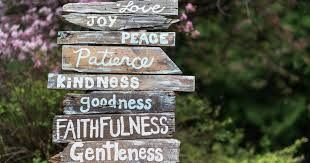 Love
JOY
PEACE
Patience
KINDNESS
goodness
FAITHFULNESS
Gentleness